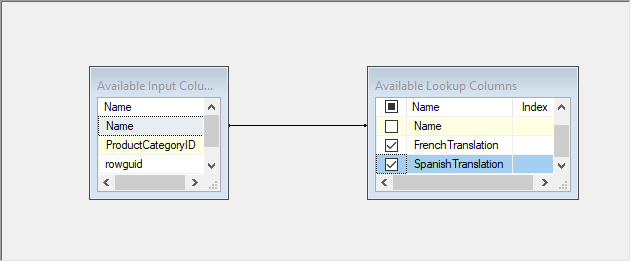 Available Input Colu...
Name
Name
ProductCategoryID
rowguid
Available Lookup Columns
Name Index
Name
FrenchTranslation
SpanishTranslation